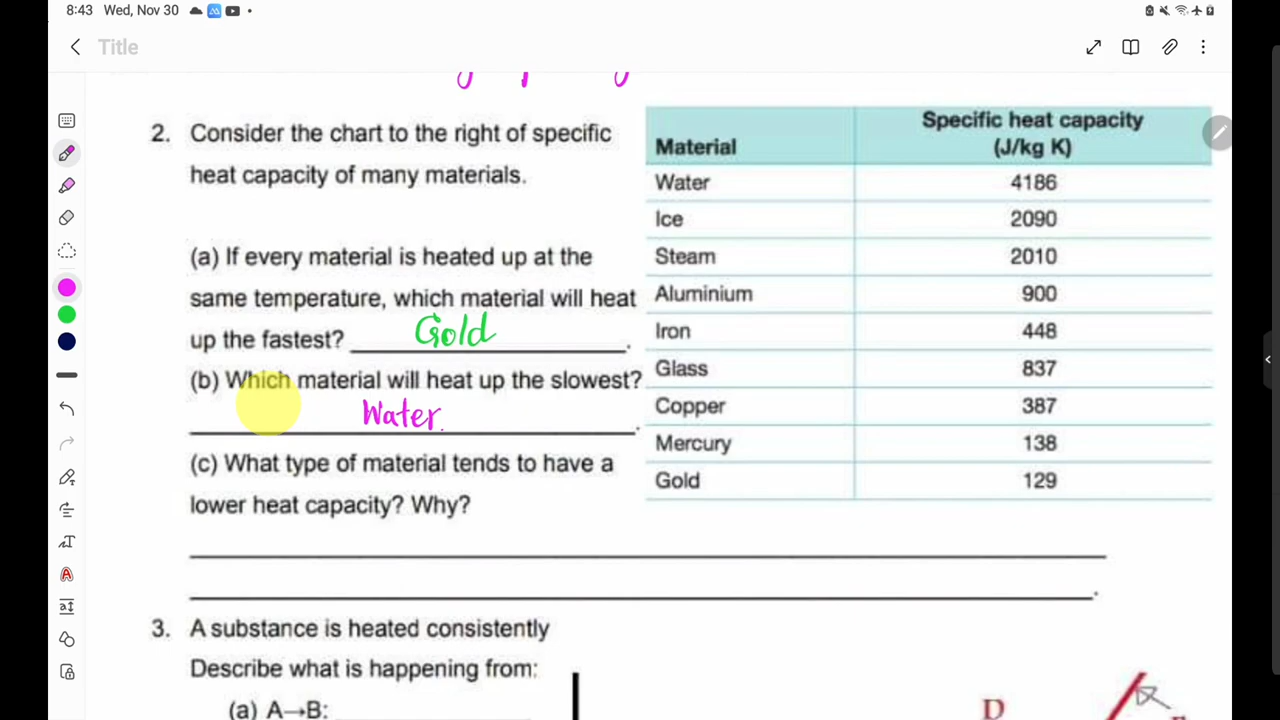 8:43 Wed, Nov 30
Title
2. Consider the chart to the right of specific
heat capacity of many materials.
(a) If every material is heated up at the
same temperature, which material will heat
up the fastest? Gold.
(b) Which material will heat up the slowest?
Water.
(c) What type of material tends to have a
lower heat capacity? Why?
Material Specific heat capacity (J/kg K)
Water 4186
Ice 2090
Steam 2010
Aluminium 900
Iron 448
Glass 837
Copper 387
Mercury 138
Gold 129
3. A substance is heated consistently
Describe what is happening from:
(a) A→B:
D